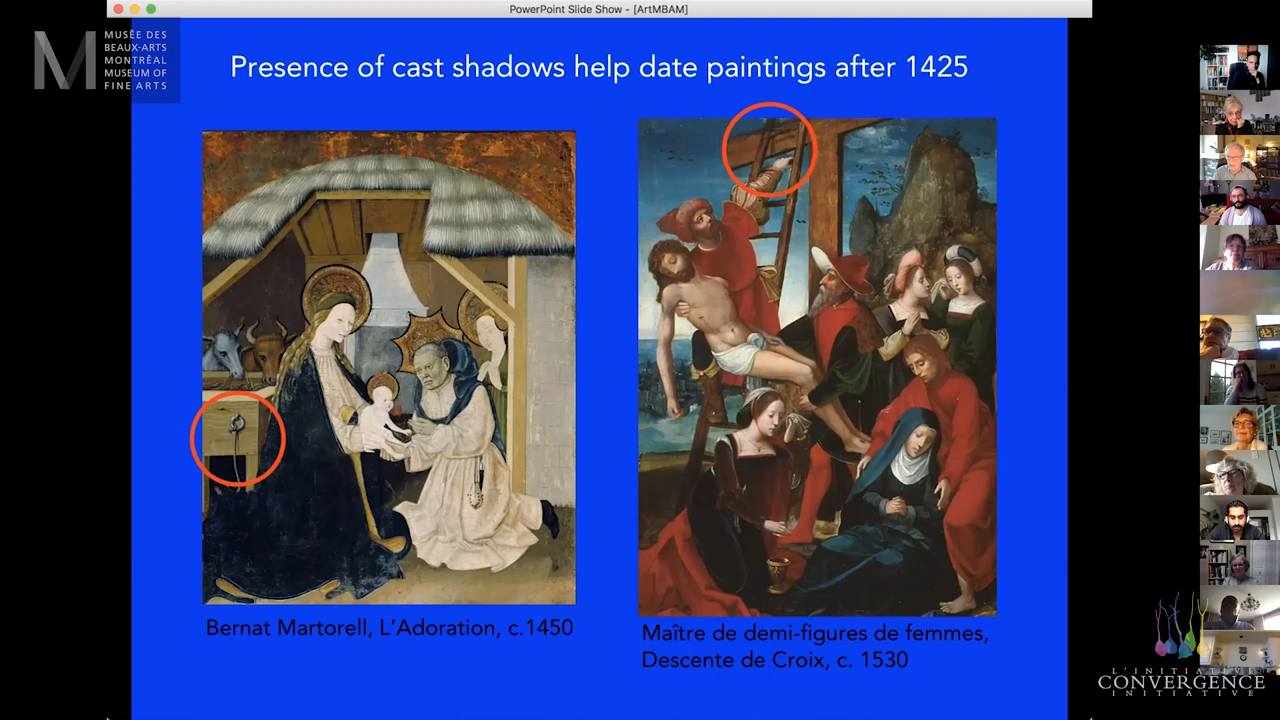 PowerPoint Slide Show - [ArtMBAM]
MUSÉE DES
BEAUX-ARTS
MONTRÉAL
MUSEUM OF
FINE ARTS
M
Presence of cast shadows help date paintings after 1425
Bernat Martorell, L'Adoration, c.1450
Maître de demi-figures de femmes,
Descente de Croix, c. 1530
L'INITIATIVE
CONVERGENCE
INITIATIVE